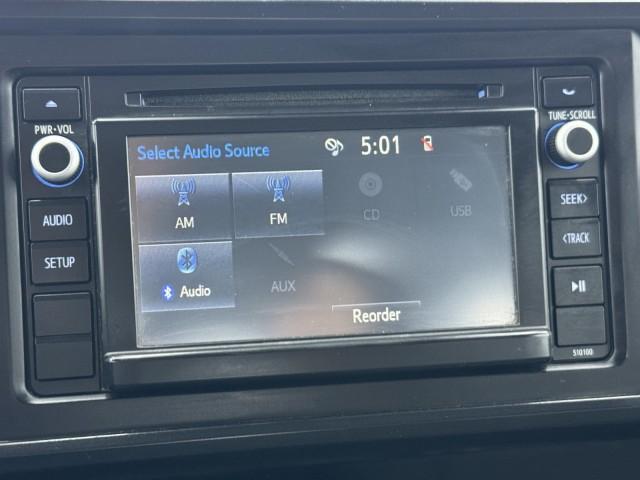 PWR•VOL
AUDIO
SETUP
Select Audio Source
5:01
AM
FM
CD
USB
Audio
AUX
Reorder
TUNE•SCROLL
SEEK>
<TRACK
510100